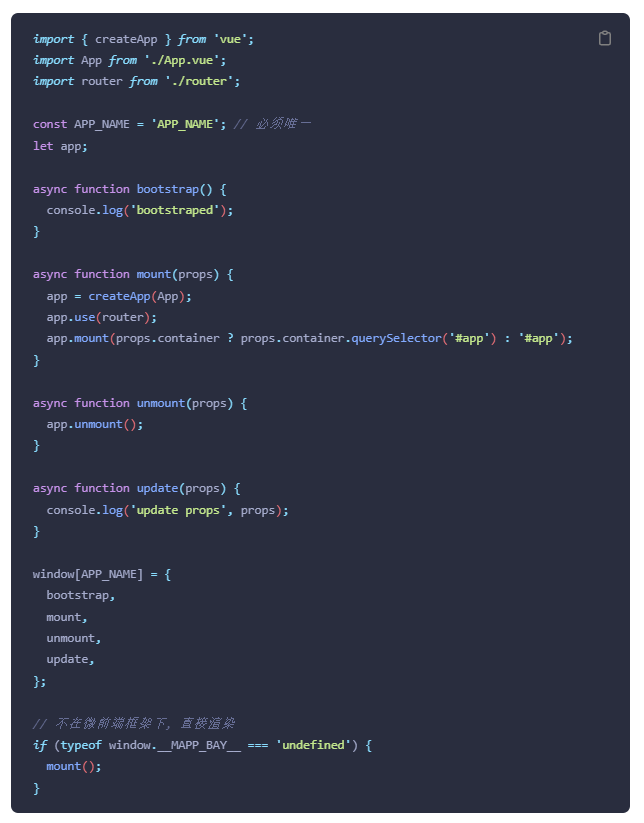 import { createApp } from 'vue';
import App from './App.vue';
import router from './router';

const APP_NAME = 'APP_NAME'; // 必须唯一
let app;

async function bootstrap() {
  console.log('bootstraped');
}

async function mount(props) {
  app = createApp(App);
  app.use(router);
  app.mount(props.container ? props.container.querySelector('#app') : '#app');
}

async function unmount(props) {
  app.unmount();
}

async function update(props) {
  console.log('update props', props);
}

window[APP_NAME] = {
  bootstrap,
  mount,
  unmount,
  update,
};

// 不在微前端框架下, 直接渲染
if (typeof window.__MAPP_BAY__ === 'undefined') {
  mount();
}